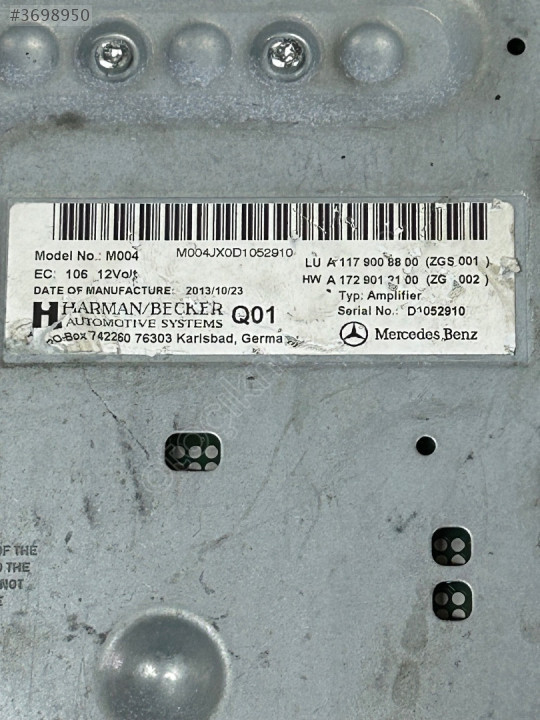 #3698950
M004JX0D1052910
Model No.: M004
EC: 106 12Volt
DATE OF MANUFACTURE: 2013/10/23
HARMAN/BECKER
AUTOMOTIVE SYSTEMS Q01
PO-Box 742260 76303 Karlsbad, Germa
LU A 117 900 88 00 (ZGS 001 )
HW A 172 901 21 00 (ZG 002 )
Typ: Amplifier
Serial No.: D1052910
Mercedes Benz
OF THE
THE
NOT